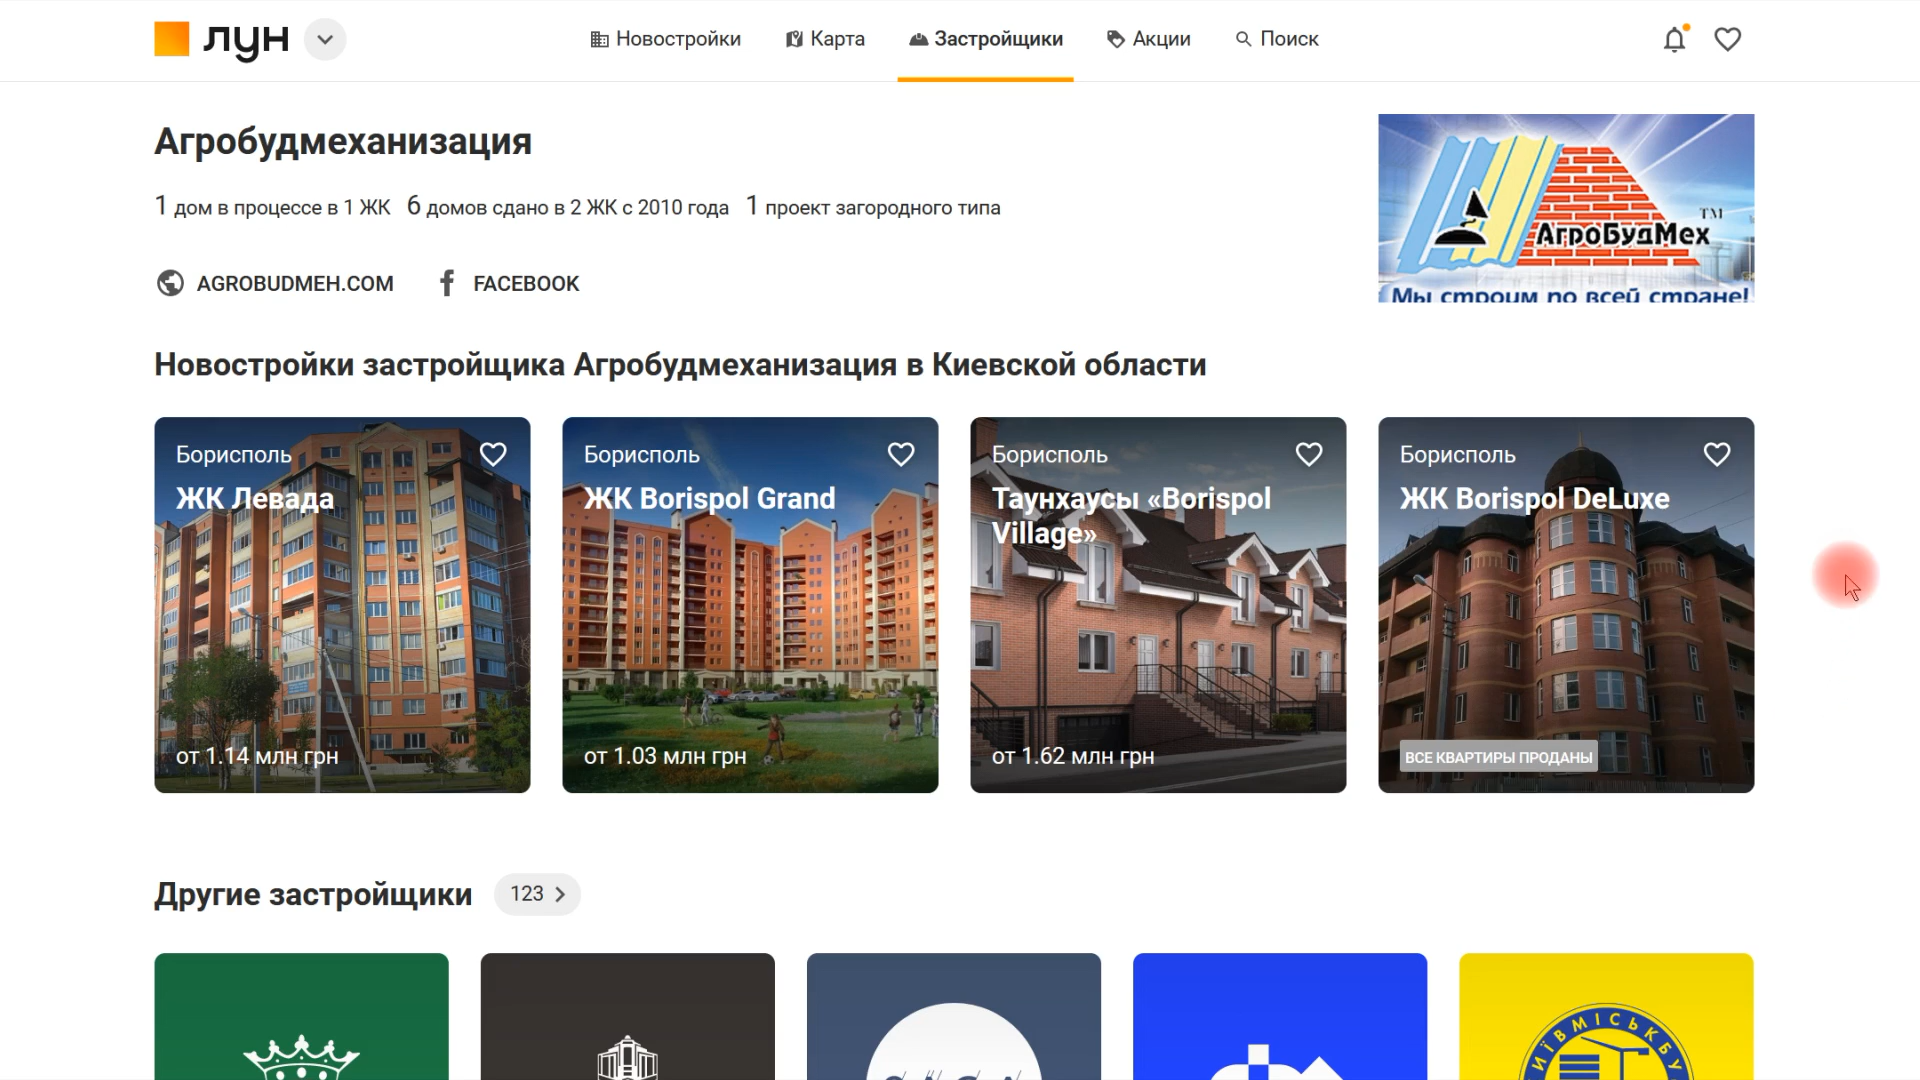 лун
Новостройки
Карта
Застройщики
Акции
Поиск
Агробудмеханизация
1 дом в процессе в 1 ЖК 6 домов сдано в 2 ЖК с 2010 года 1 проект загородного типа
AGROBUDMEH.COM
FACEBOOK
TM
АгроБудМех
Мы строим по всей стране!
Новостройки застройщика Агробудмеханизация в Киевской области
Борисполь
ЖК Левада
от 1.14 млн грн
Борисполь
ЖК Borispol Grand
от 1.03 млн грн
Борисполь
Таунхаусы «Borispol
Village»
от 1.62 млн грн
Борисполь
ЖК Borispol DeLuxe
ВСЕ КВАРТИРЫ ПРОДАНЫ
Другие застройщики
123